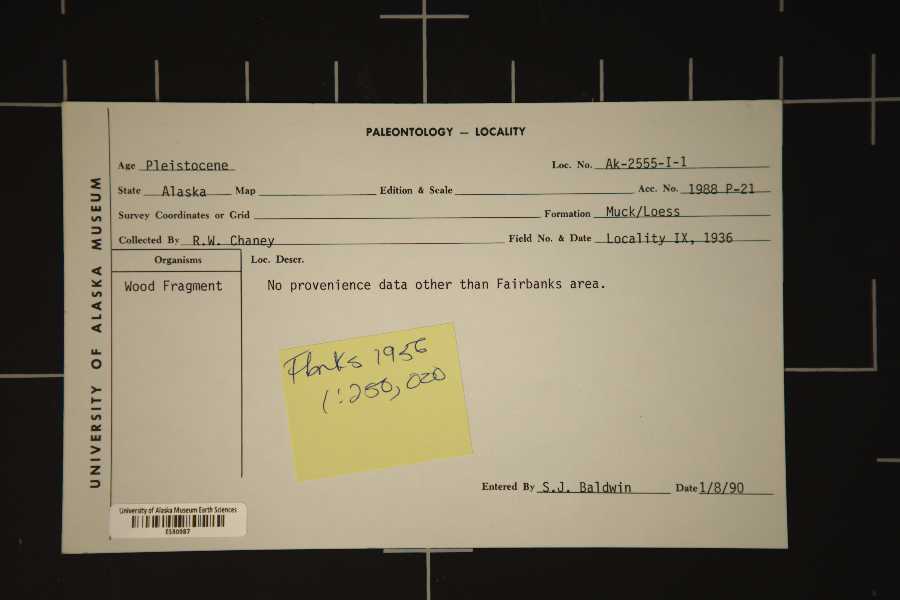 PALEONTOLOGY — LOCALITY
Age Pleistocene Loc. No. Ak-2555-I-1
State Alaska Map Edition & Scale Acc. No. 1988 P-21
Survey Coordinates or Grid Formation Muck/Loess
Collected By R.W. Chaney Field No. & Date Locality IX, 1936
Organisms Loc. Descr.
Wood Fragment No provenience data other than Fairbanks area.
Fbnks 1956
1:250,000
Entered By S.J. Baldwin Date 1/8/90
UNIVERSITY OF ALASKA MUSEUM
University of Alaska Museum Earth Sciences